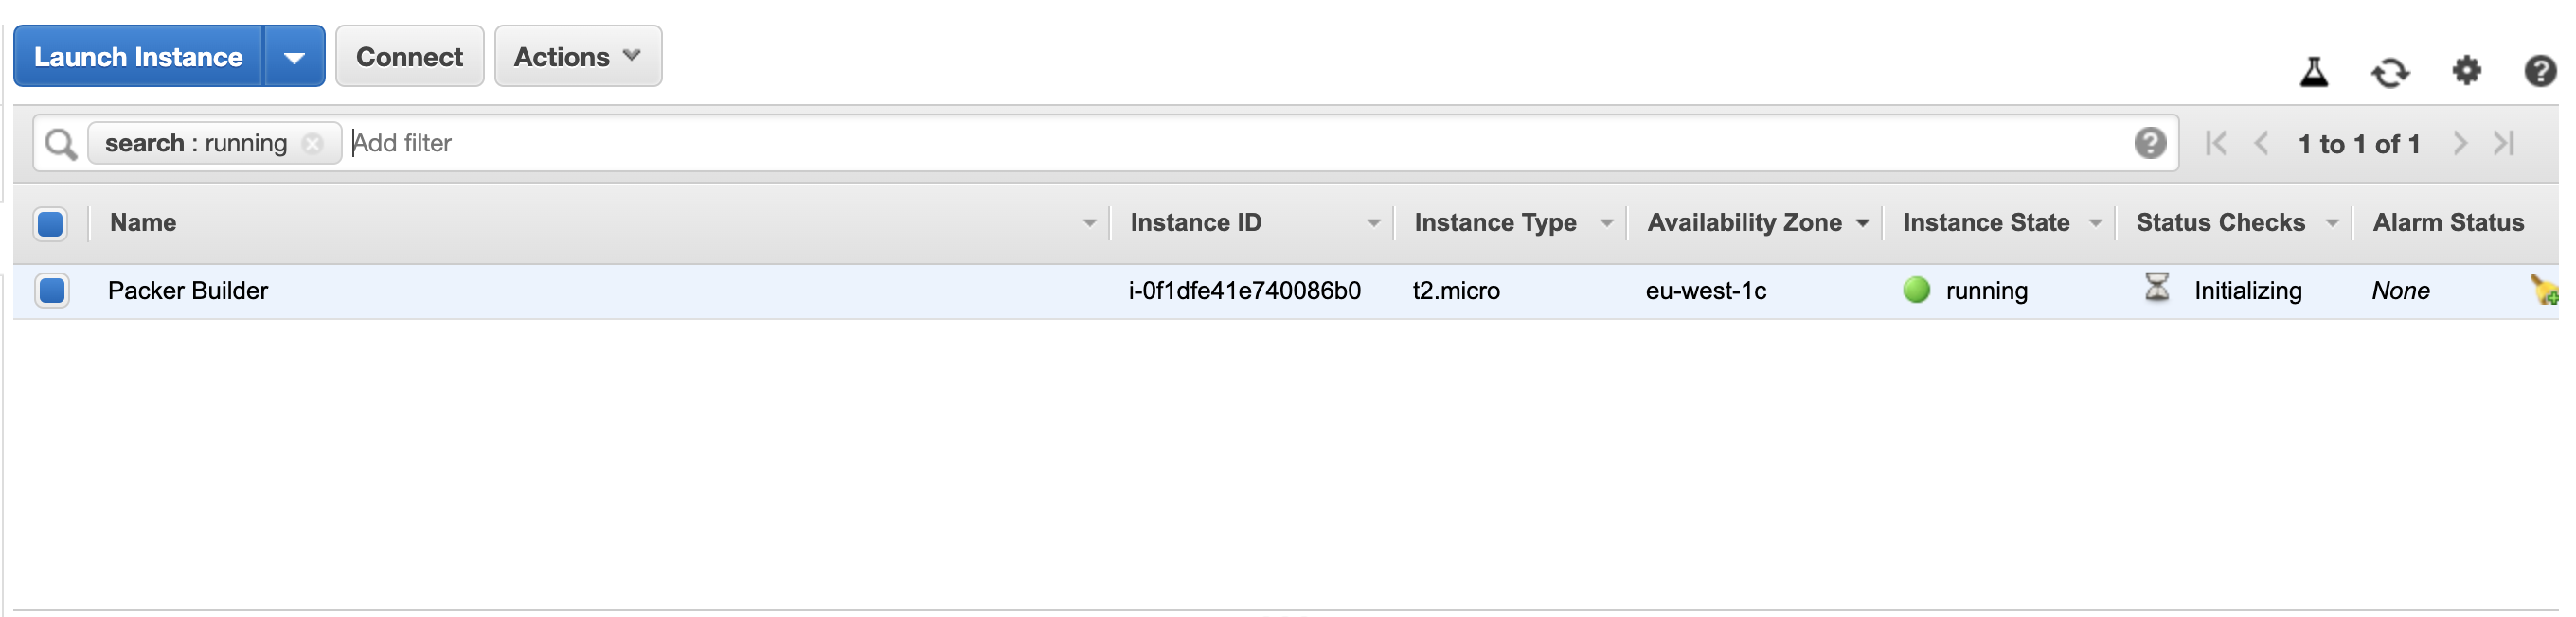 Launch Instance Connect Actions
search : running Add filter 1 to 1 of 1
Name Instance ID Instance Type Availability Zone Instance State Status Checks Alarm Status
Packer Builder i-0f1dfe41e740086b0 t2.micro eu-west-1c running Initializing None